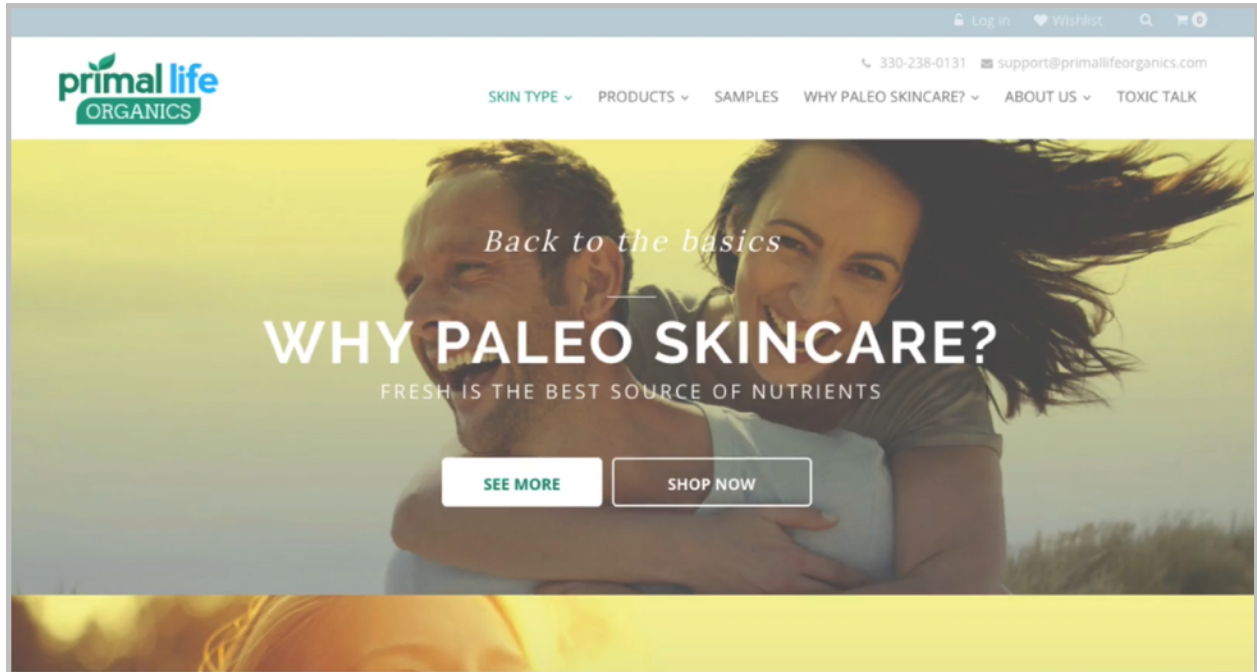 Log in Wishlist 0
330-238-0131 support@primallifeorganics.com
primal life
ORGANICS
SKIN TYPE PRODUCTS SAMPLES WHY PALEO SKINCARE? ABOUT US TOXIC TALK
Back to the basics
WHY PALEO SKINCARE?
FRESH IS THE BEST SOURCE OF NUTRIENTS
SEE MORE SHOP NOW